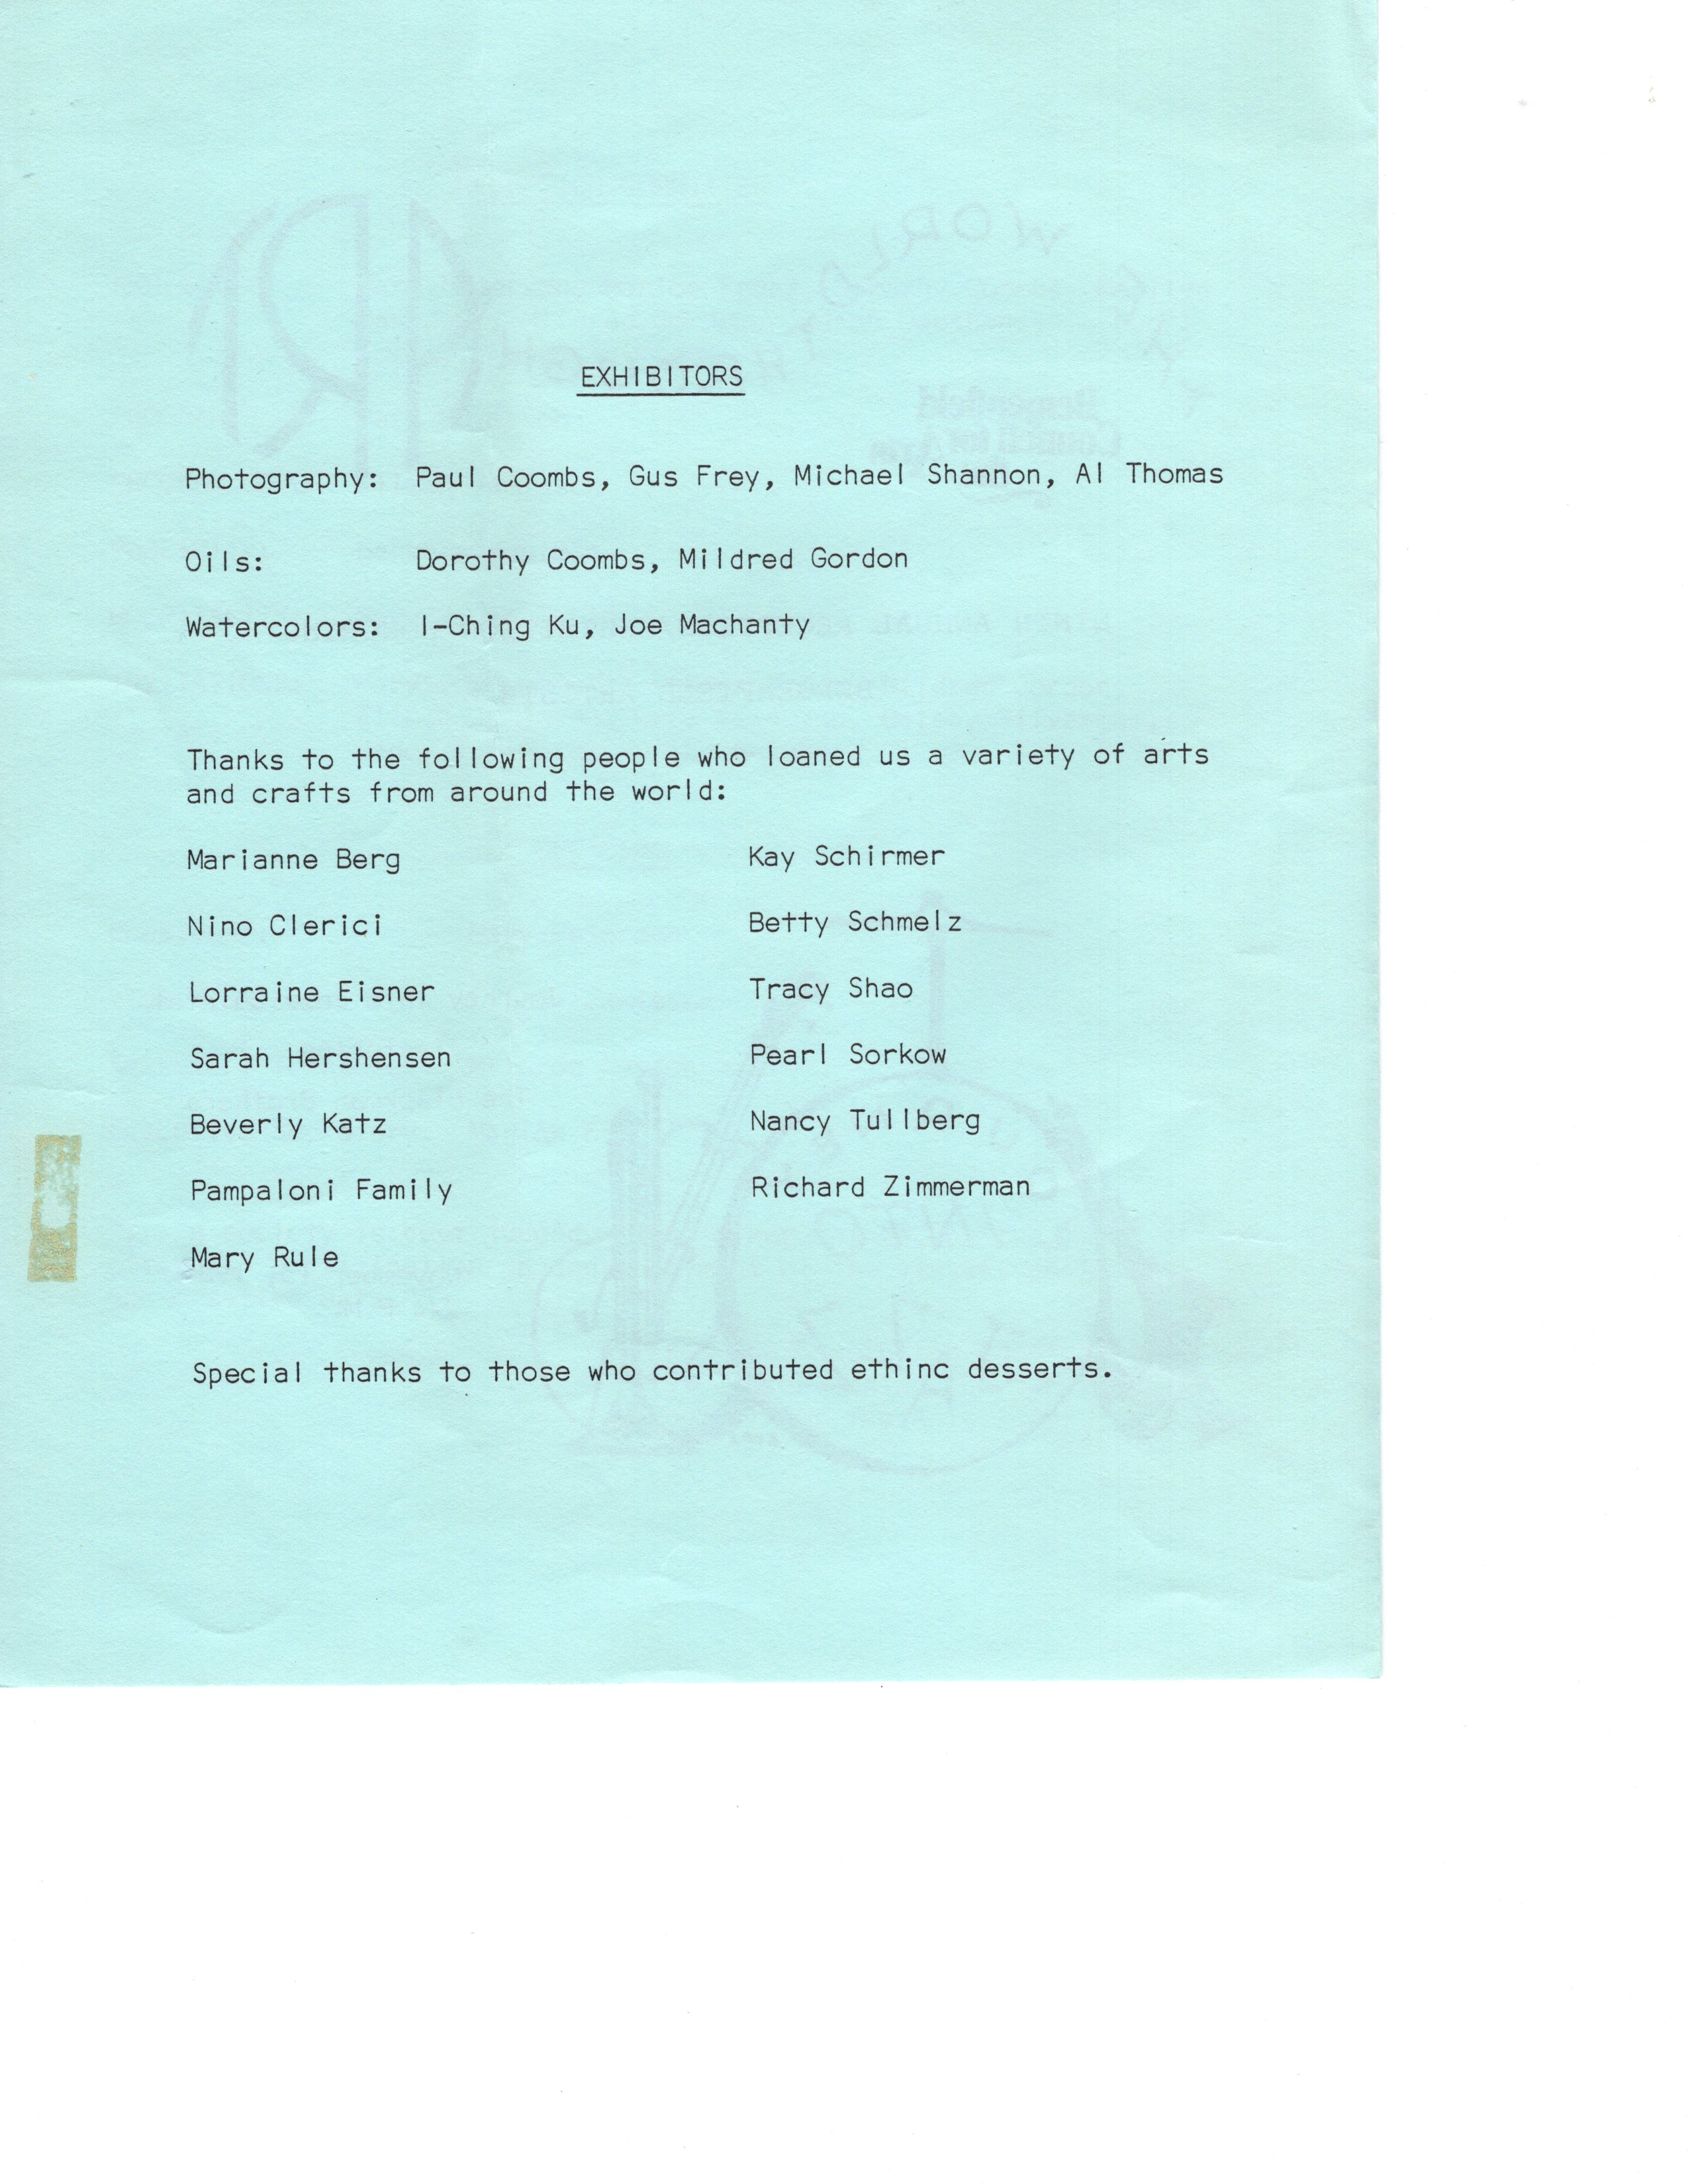 EXHIBITORS
Photography: Paul Coombs, Gus Frey, Michael Shannon, Al Thomas
Oils: Dorothy Coombs, Mildred Gordon
Watercolors: I-Ching Ku, Joe Machanty
Thanks to the following people who loaned us a variety of arts
and crafts from around the world:
Marianne Berg Kay Schirmer
Nino Clerici Betty Schmelz
Lorraine Eisner Tracy Shao
Sarah Hershensen Pearl Sorkow
Beverly Katz Nancy Tullberg
Pampaloni Family Richard Zimmerman
Mary Rule
Special thanks to those who contributed ethinc desserts.